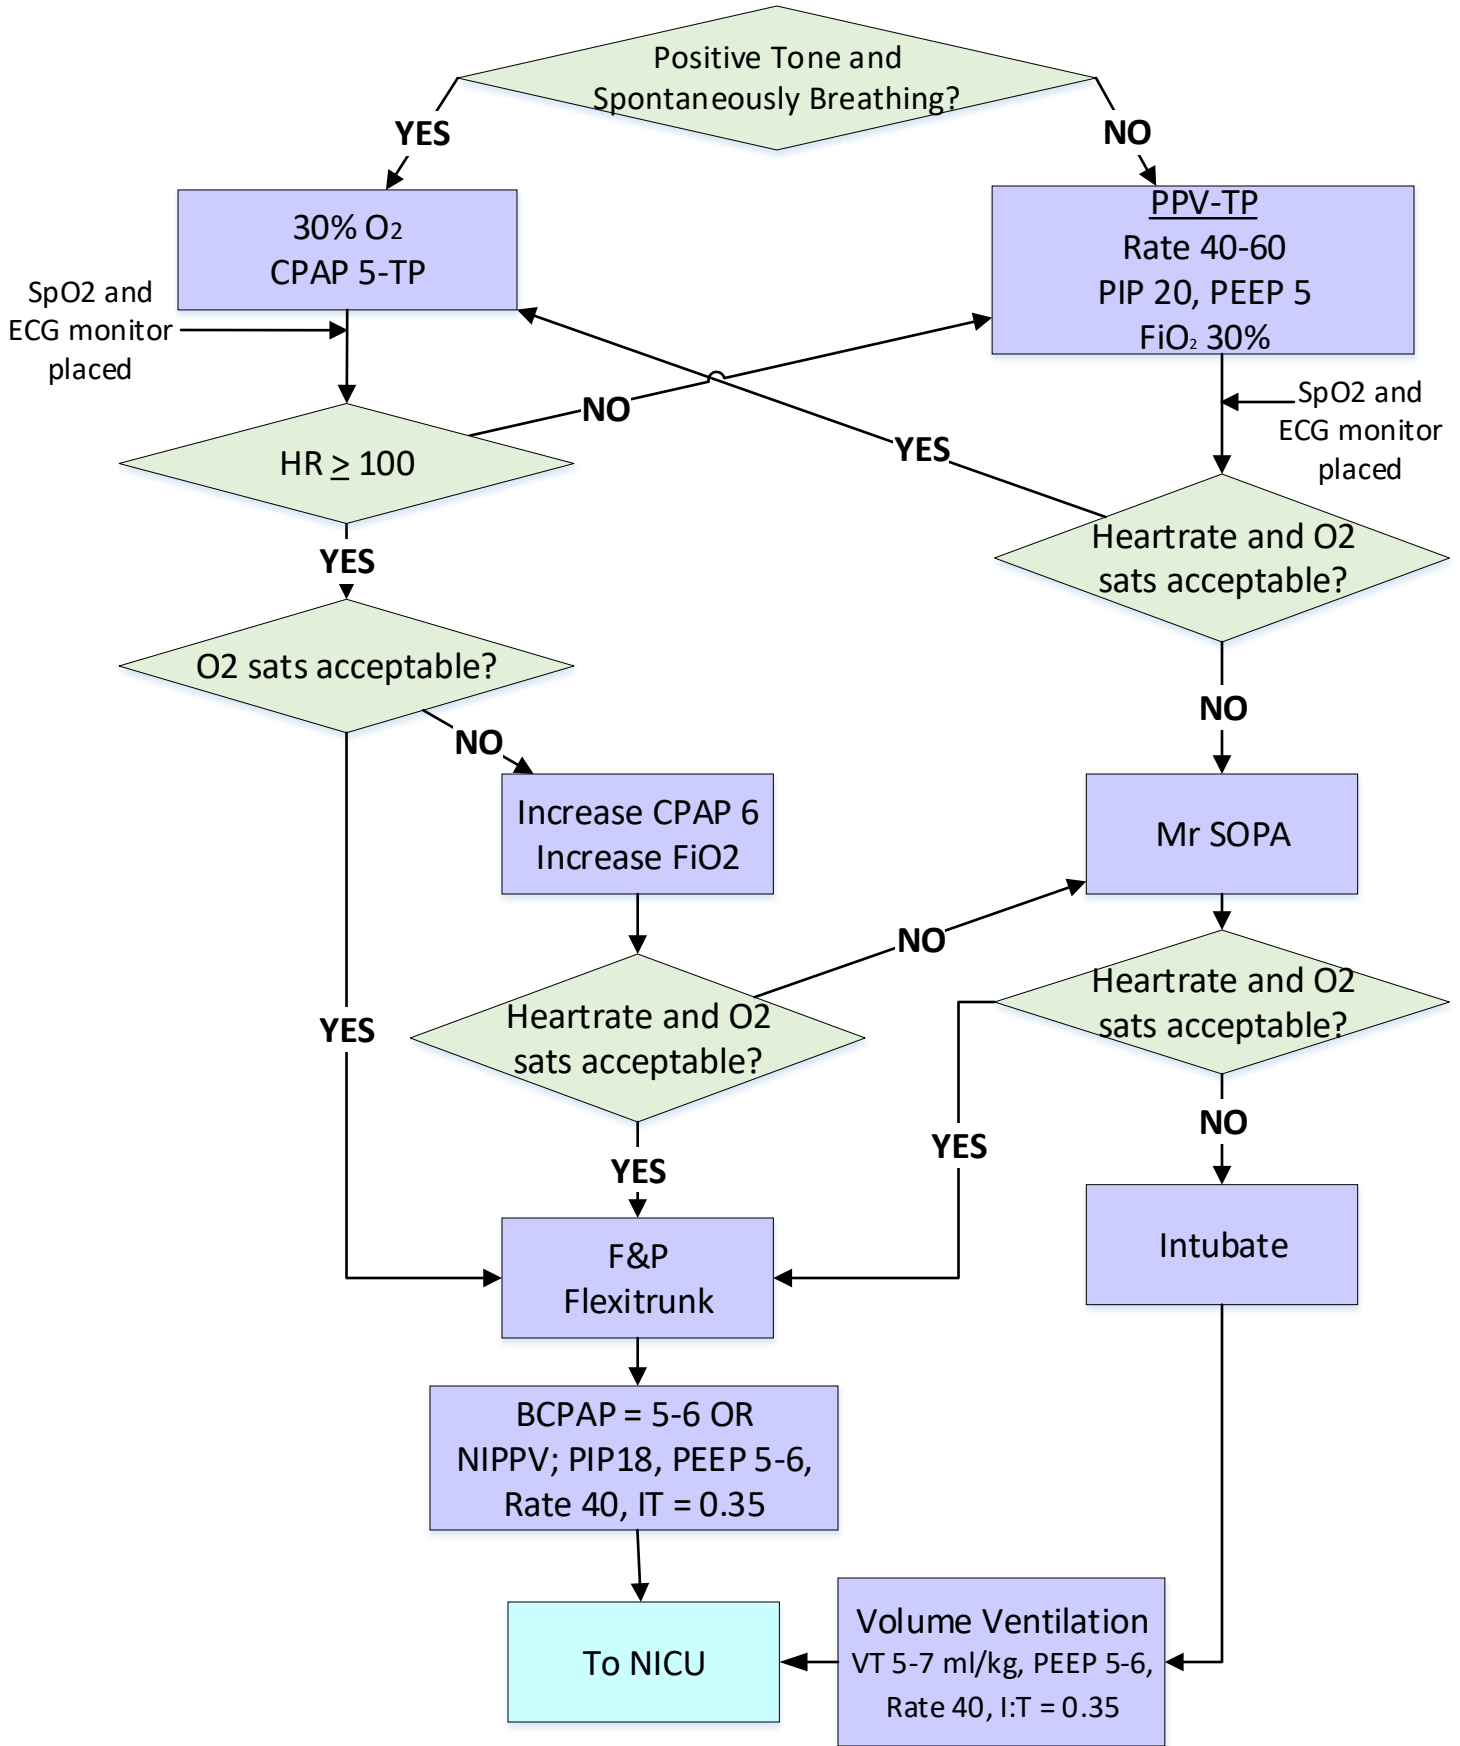 Positive Tone and
Spontaneously Breathing?
YES
NO
30% O2
CPAP 5-TP
PPV-TP
Rate 40-60
PIP 20, PEEP 5
FiO2 30%
SpO2 and
ECG monitor
placed
SpO2 and
ECG monitor
placed
NO
YES
HR ≥ 100
Heartrate and O2
sats acceptable?
YES
O2 sats acceptable?
NO
NO
Increase CPAP 6
Increase FiO2
Mr SOPA
NO
Heartrate and O2
sats acceptable?
Heartrate and O2
sats acceptable?
YES
YES
YES
NO
F&P
Flexitrunk
Intubate
BCPAP = 5-6 OR
NIPPV; PIP18, PEEP 5-6,
Rate 40, IT = 0.35
To NICU
Volume Ventilation
VT 5-7 ml/kg, PEEP 5-6,
Rate 40, I:T = 0.35